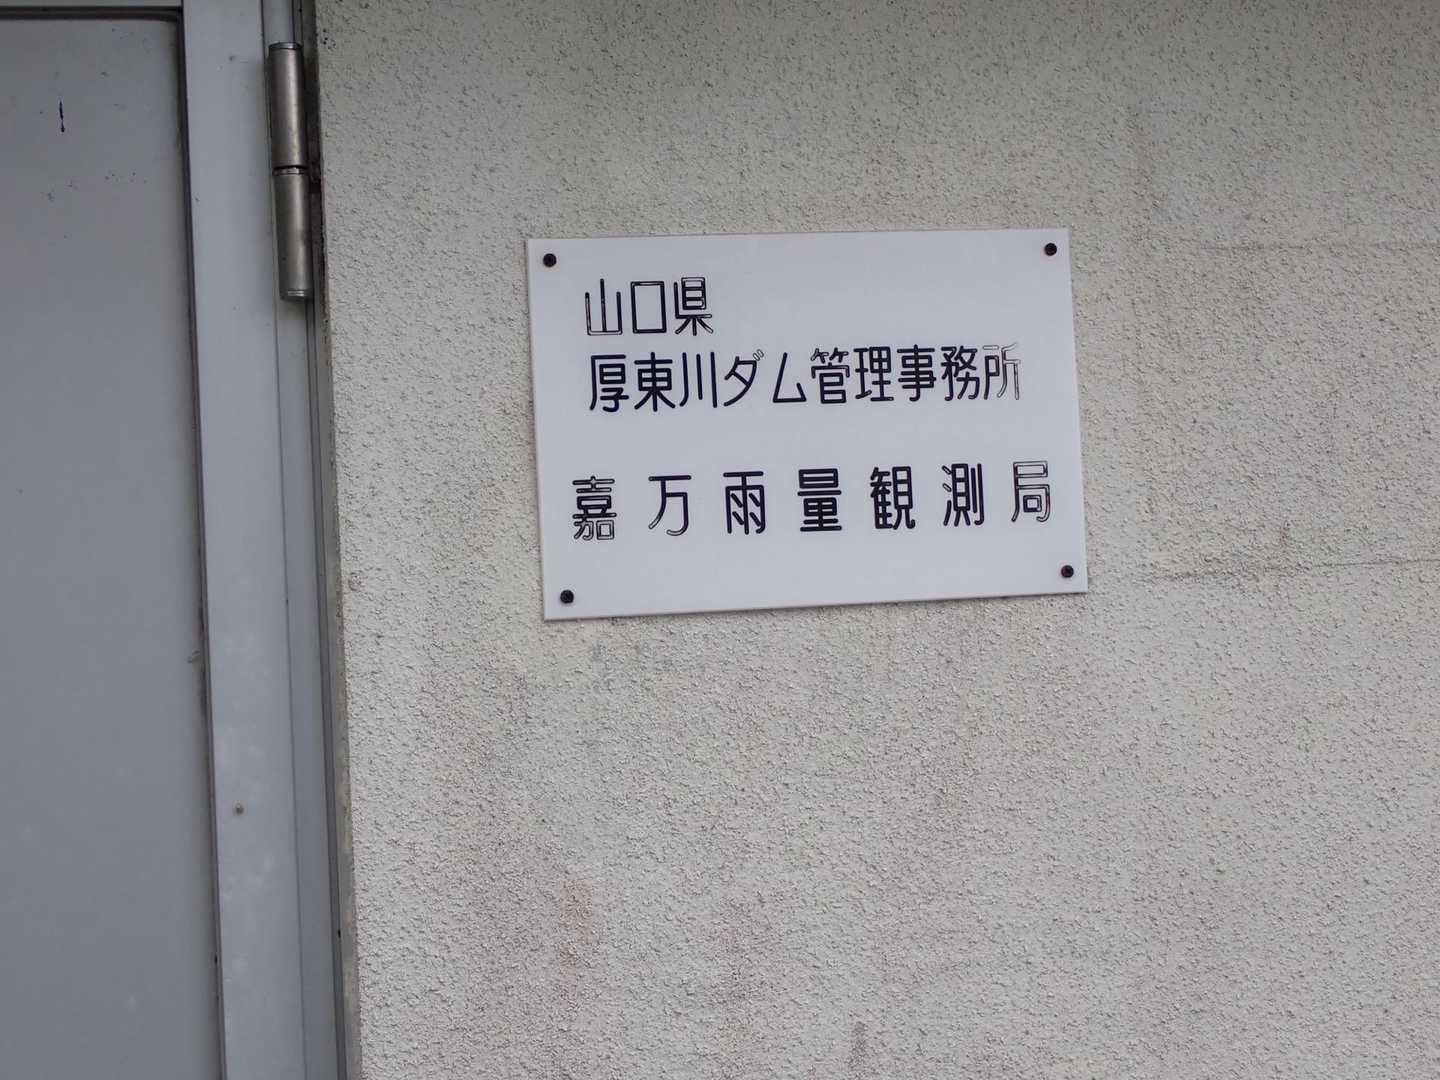 山口県
厚東川ダム管理事務所
嘉万雨量観測局